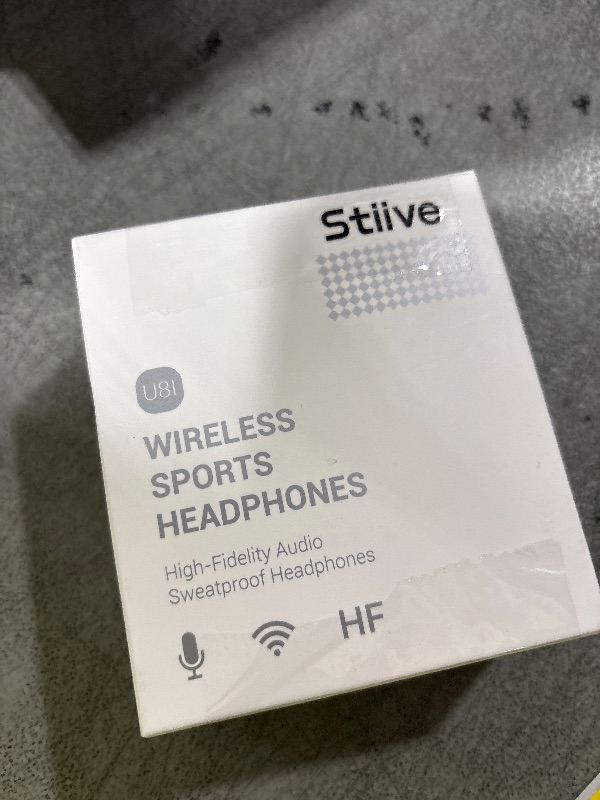 Stiive
U8I
WIRELESS
SPORTS
HEADPHONES
High-Fidelity Audio
Sweatproof Headphones
HF